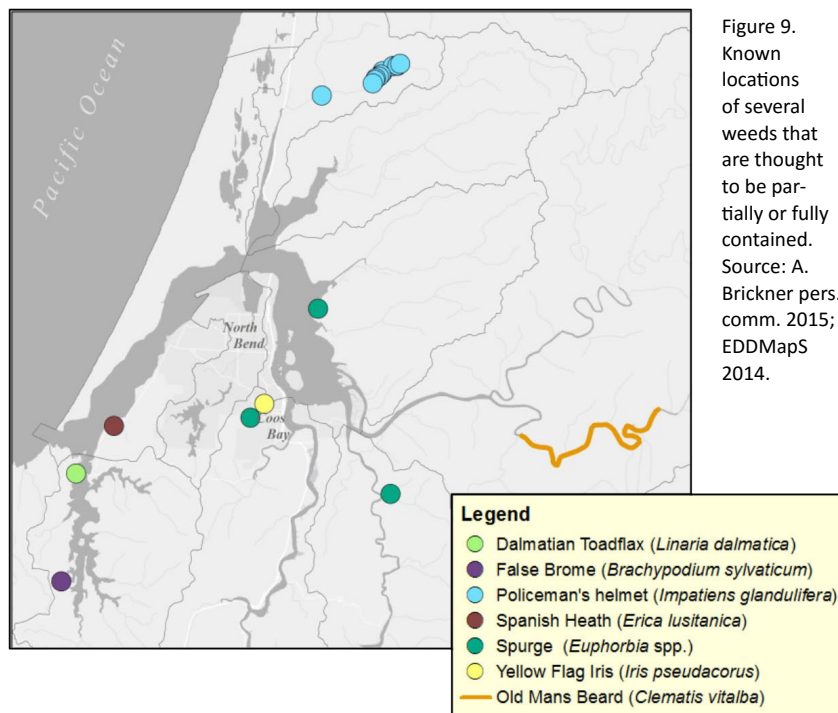 Pacific Ocean
North
Bend
Coos
Bay
Figure 9.
Known
locations
of several
weeds that
are thought
to be par-
tially or fully
contained.
Source: A.
Brickner pers.
comm. 2015;
EDDMapS
2014.
Legend
Dalmatian Toadflax (Linaria dalmatica)
False Brome (Brachypodium sylvaticum)
Policeman's helmet (Impatiens glandulifera)
Spanish Heath (Erica lusitanica)
Spurge (Euphorbia spp.)
Yellow Flag Iris (Iris pseudacorus)
Old Mans Beard (Clematis vitalba)